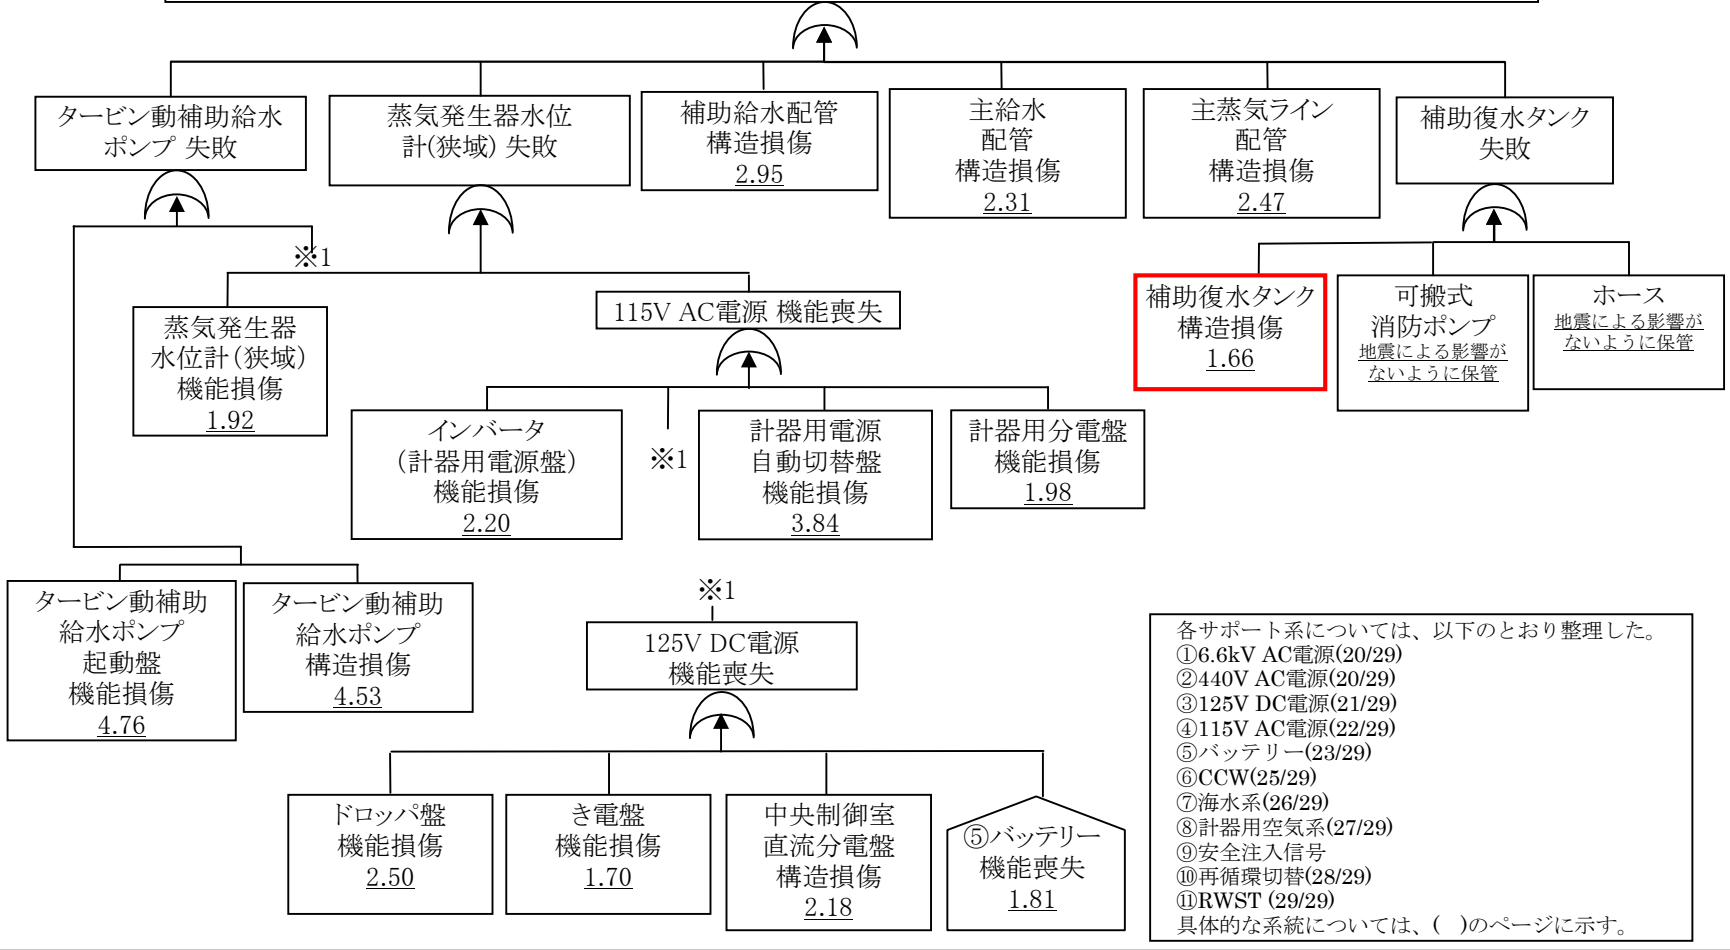 タービン動補助給水
ポンプ 失敗
蒸気発生器水位
計(狭域) 失敗
補助給水配管
構造損傷
2.95
主給水
配管
構造損傷
2.31
主蒸気ライン
配管
構造損傷
2.47
補助復水タンク
失敗
※1
蒸気発生器
水位計(狭域)
機能損傷
1.92
115V AC電源 機能喪失
補助復水タンク
構造損傷
1.66
可搬式
消防ポンプ
地震による影響が
ないように保管
ホース
地震による影響が
ないように保管
インバータ
(計器用電源盤)
機能損傷
2.20
※1
計器用電源
自動切替盤
機能損傷
3.84
計器用分電盤
機能損傷
1.98
タービン動補助
給水ポンプ
起動盤
機能損傷
4.76
タービン動補助
給水ポンプ
構造損傷
4.53
※1
125V DC電源
機能喪失
ドロッパ盤
機能損傷
2.50
き電盤
機能損傷
1.70
中央制御室
直流分電盤
構造損傷
2.18
⑤バッテリー
機能喪失
1.81
各サポート系については、以下のとおり整理した。
①6.6kV AC電源(20/29)
②440V AC電源(20/29)
③125V DC電源(21/29)
④115V AC電源(22/29)
⑤バッテリー(23/29)
⑥CCW(25/29)
⑦海水系(26/29)
⑧計器用空気系(27/29)
⑨安全注入信号
⑩再循環切替(28/29)
⑪RWST (29/29)
具体的な系統については、(　)のページに示す。